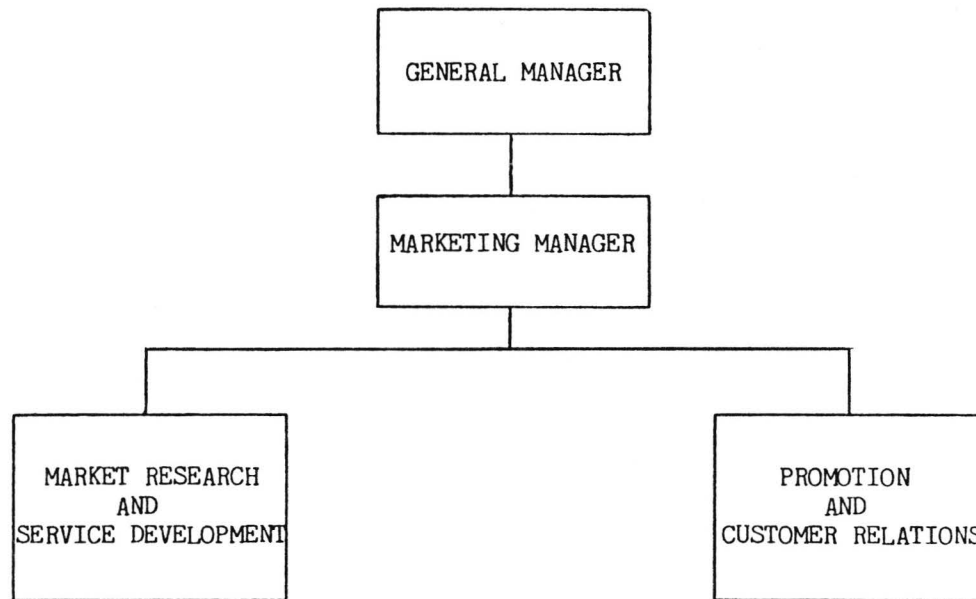 GENERAL MANAGER
MARKETING MANAGER
MARKET RESEARCH
AND
SERVICE DEVELOPMENT
PROMOTION
AND
CUSTOMER RELATIONS